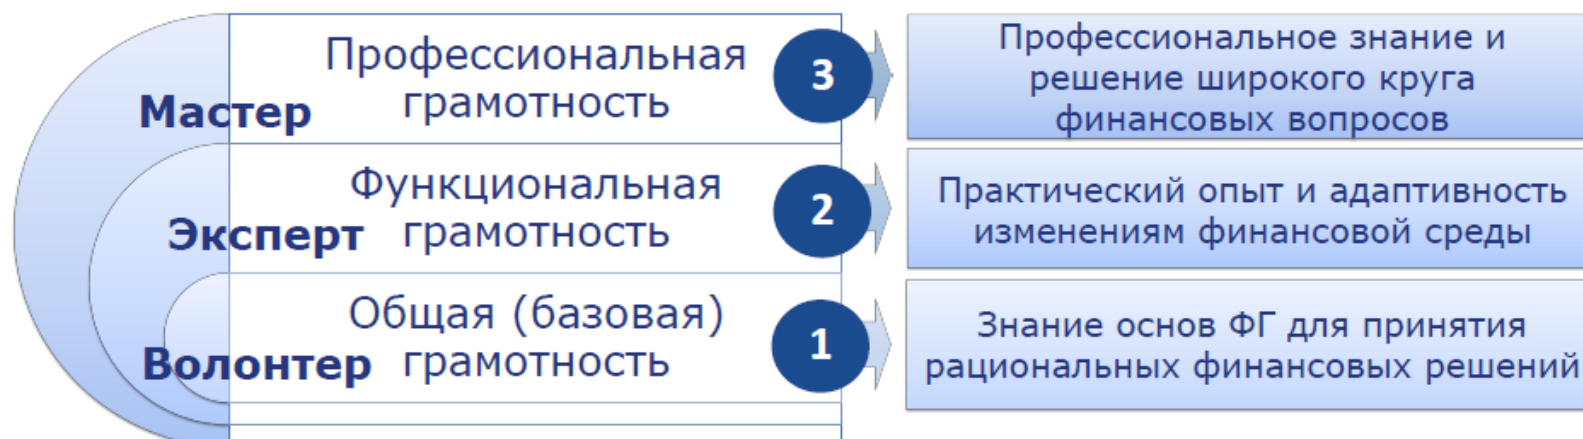 Мастер
Профессиональная
грамотность
3
Профессиональное знание и
решение широкого круга
финансовых вопросов
Эксперт
Функциональная
грамотность
2
Практический опыт и адаптивность
изменениям финансовой среды
Волонтер
Общая (базовая)
грамотность
1
Знание основ ФГ для принятия
рациональных финансовых решений